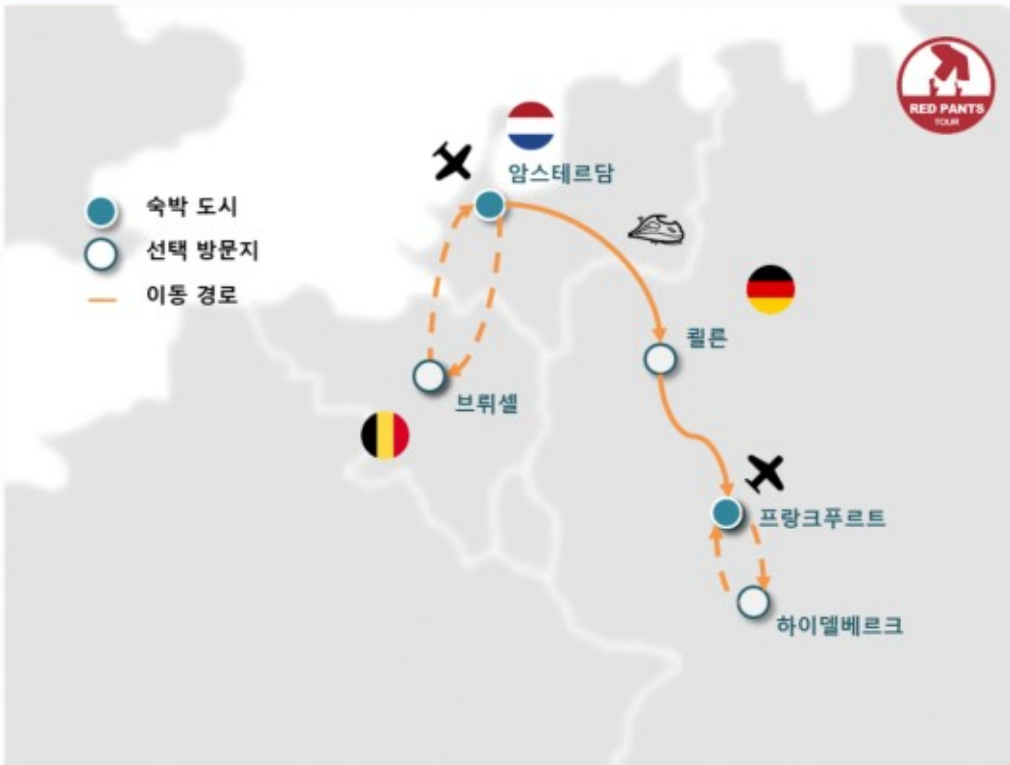 RED PANTS
TOUR
암스테르담
숙박 도시
선택 방문지
이동 경로
퀼른
브뤼셀
프랑크푸르트
하이델베르크